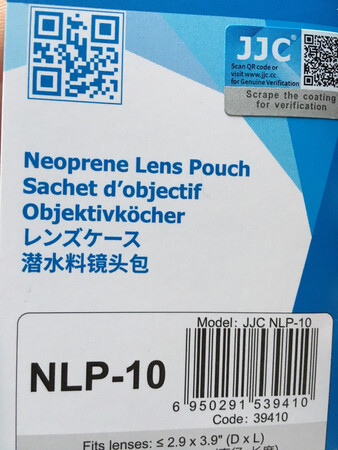 JJC
Scan QR code or
visit www.jjc.cc
for Genuine Verification
Scrape the coating
for verification
Neoprene Lens Pouch
Sachet d'objectif
Objektivköcher
レンズケース
潜水料镜头包
Model: JJC NLP-10
NLP-10
6 950291 539410
Code: 39410
Fits lenses: ≤ 2.9 x 3.9" (D x L)